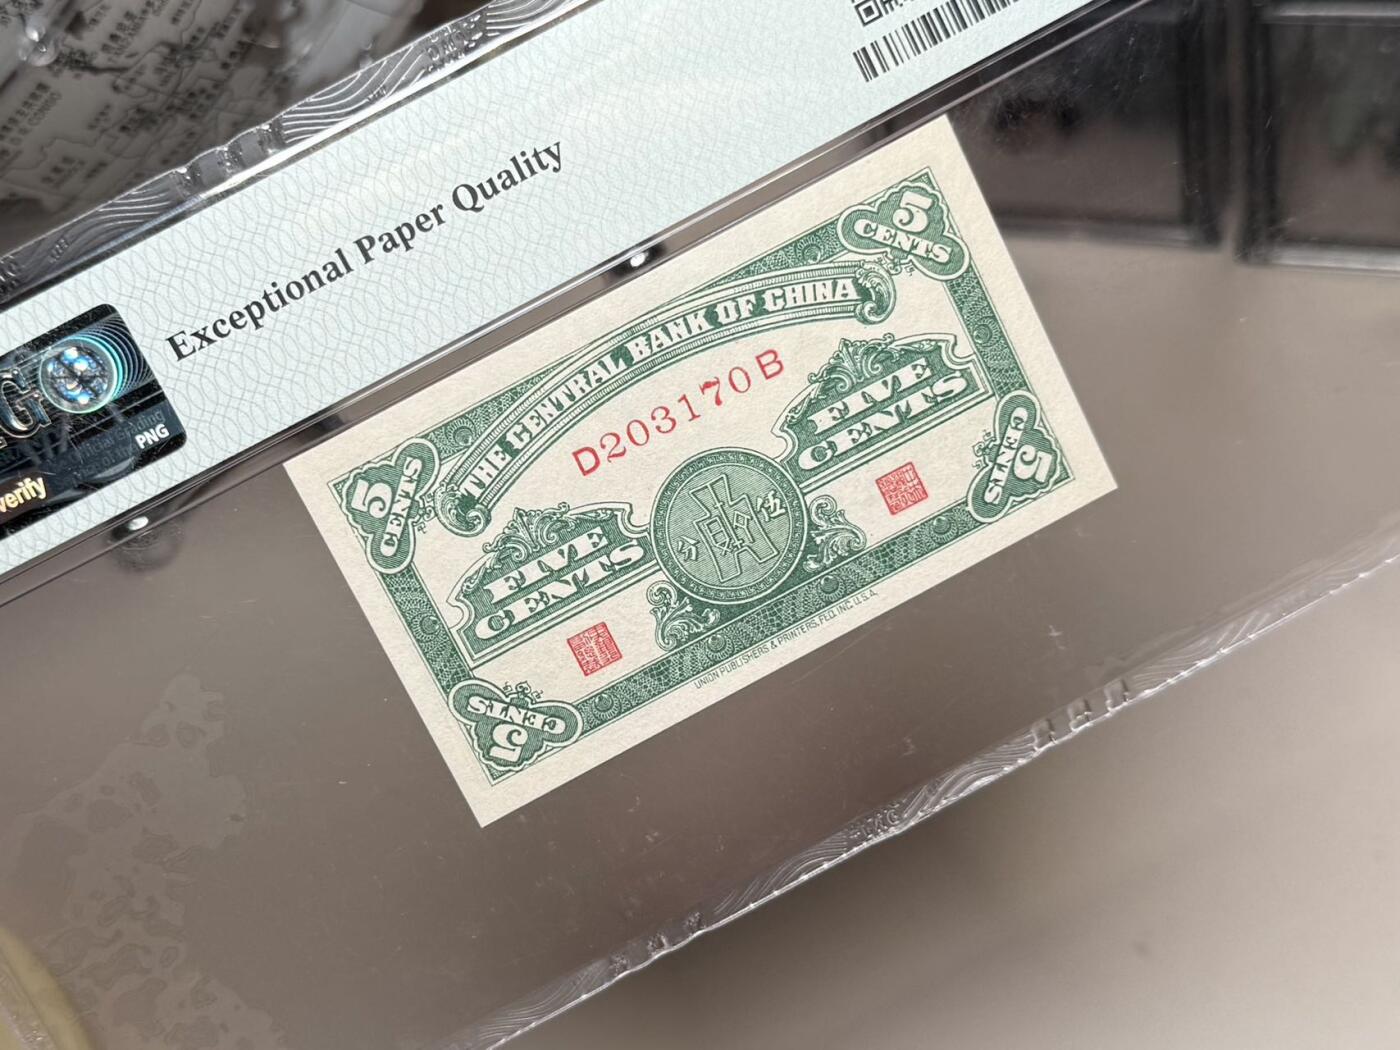 Exceptional Paper Quality
G
PNG
verify
5
CENTS
THE CENTRAL BANK OF CHINA
D203170B
FIVE
CENTS
FIVE
CENTS
伍
分
5
CENTS
5
CENTS
5
CENTS
UNION PUBLISHERS & PRINTERS, FED. INC. U.S.A.